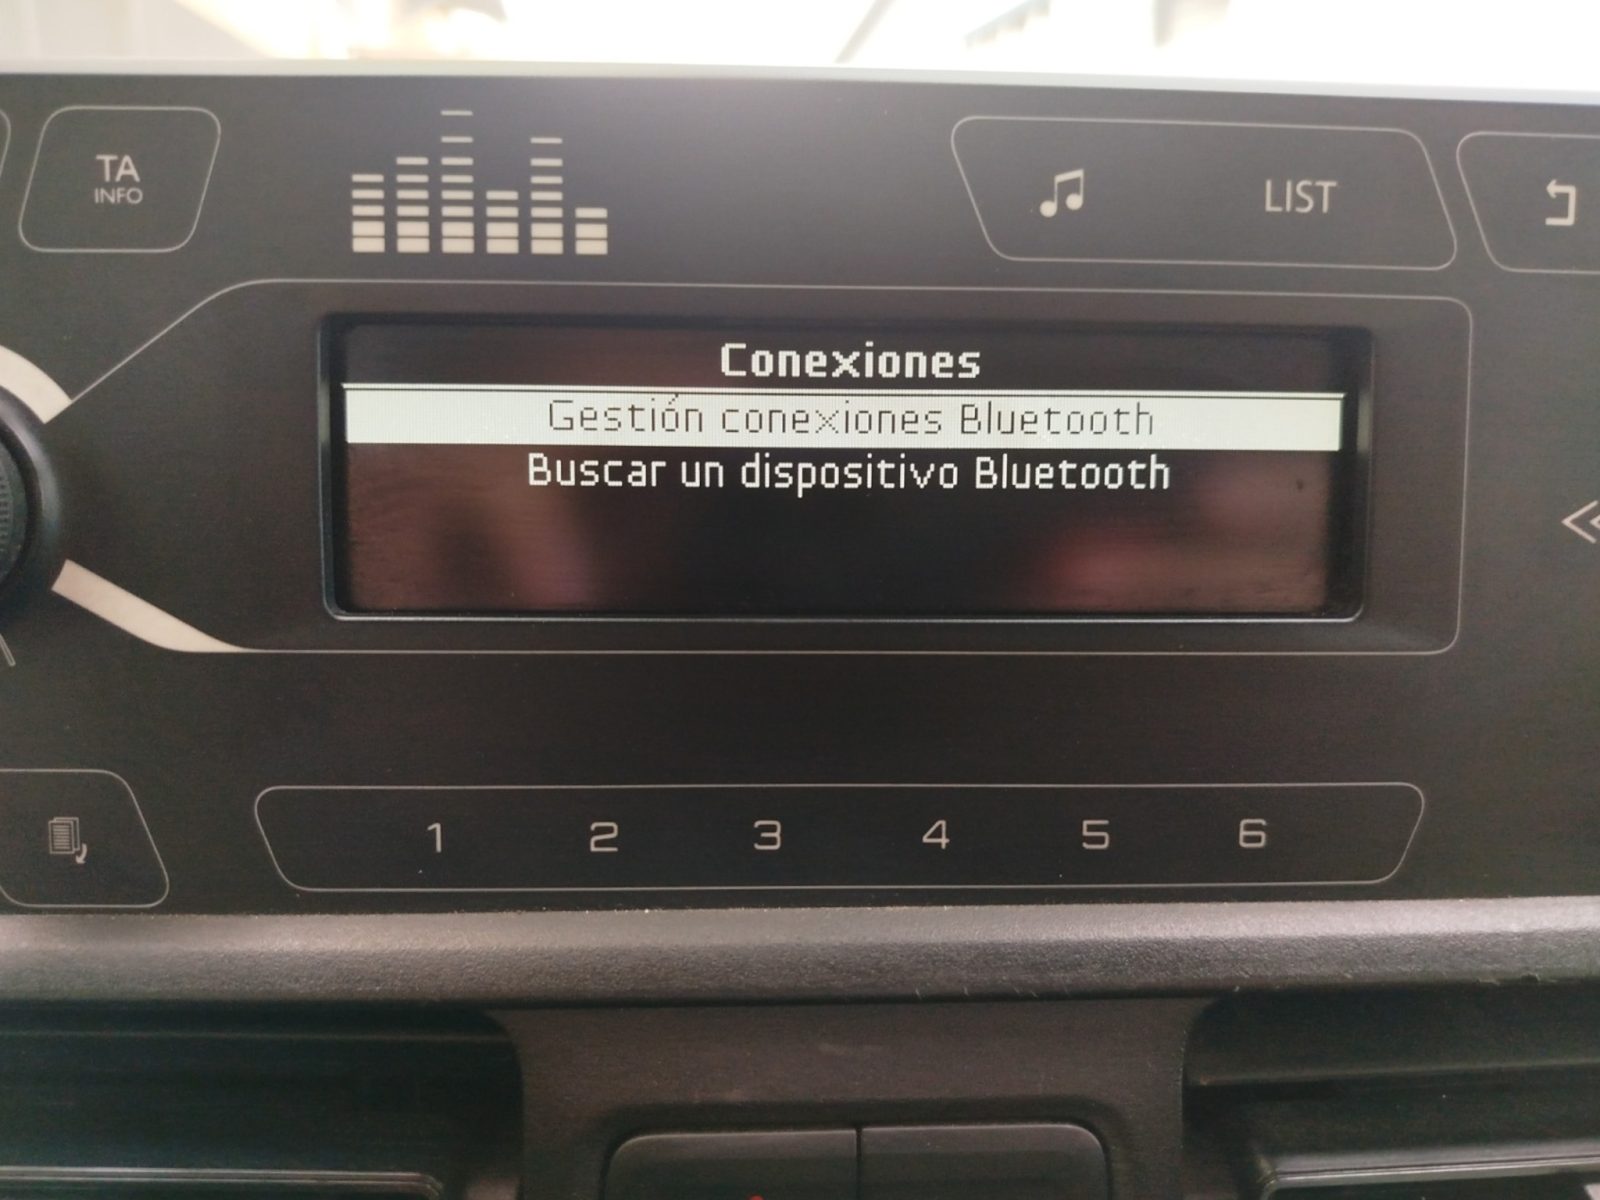 TA
INFO
LIST
Conexiones
Gestión conexiones Bluetooth
Buscar un dispositivo Bluetooth
1 2 3 4 5 6